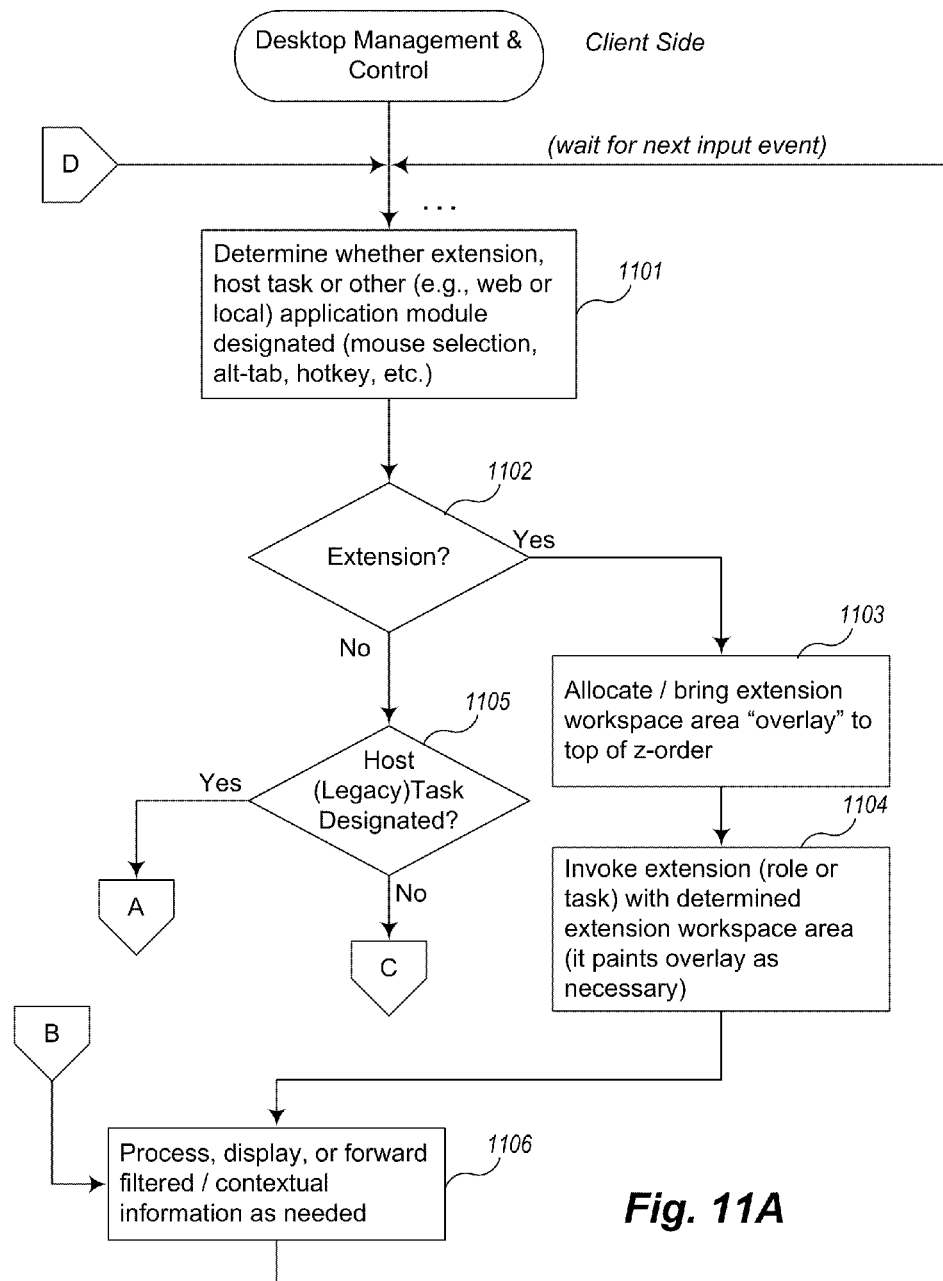 Desktop Management &
Control
Client Side
D
(wait for next input event)
...
Determine whether extension,
host task or other (e.g., web or
local) application module
designated (mouse selection,
alt-tab, hotkey, etc.)
1101
1102
Extension?
Yes
No
1103
Allocate / bring extension
workspace area “overlay” to
top of z-order
1105
Host
(Legacy)Task
Designated?
Yes
No
A
C
1104
Invoke extension (role or
task) with determined
extension workspace area
(it paints overlay as
necessary)
B
1106
Process, display, or forward
filtered / contextual
information as needed
Fig. 11A